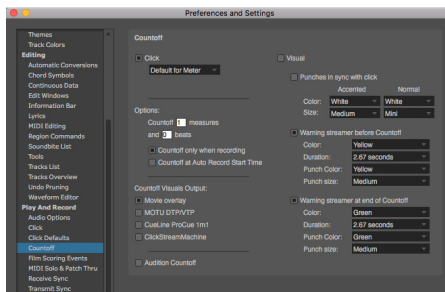 Preferences and Settings
Themes
Track Colors
Editing
Automatic Conversions
Chord Symbols
Continuous Data
Edit Windows
Information Bar
Lyrics
MIDI Editing
Region Commands
Soundbite List
Tools
Tracks List
Tracks Overview
Undo Pruning
Waveform Editor
Play And Record
Audio Options
Click
Click Defaults
Countoff
Film Scoring Events
MIDI Solo & Patch Thru
Receive Sync
Transmit Sync
Countoff
Click
Default for Meter
Options:
Countoff 1 measures
and 0 beats
Countoff only when recording
Countoff at Auto Record Start Time
Countoff Visuals Output:
Movie overlay
MOTU DTP/VTP
CueLine ProCue 1m1
ClickStreamMachine
Audition Countoff
Visual
Punches in sync with click
Accented Normal
Color: White White
Size: Medium Mini
Warning streamer before Countoff
Color: Yellow
Duration: 2.67 seconds
Punch Color: Yellow
Punch size: Medium
Warning streamer at end of Countoff
Color: Green
Duration: 2.67 seconds
Punch Color: Green
Punch size: Medium